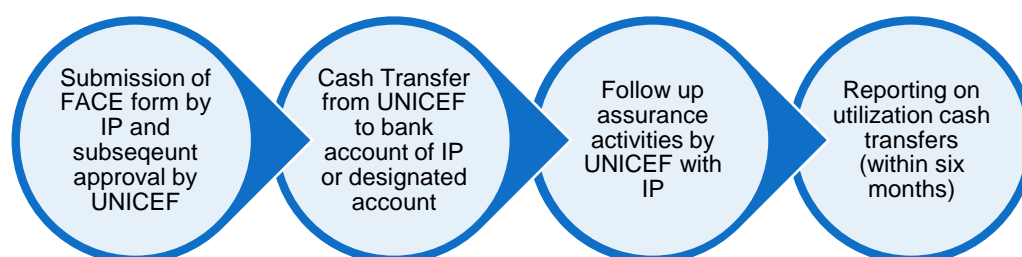 Submission of
FACE form by
IP and
subseqeunt
approval by
UNICEF
Cash Transfer
from UNICEF
to bank
account of IP
or designated
account
Follow up
assurance
activities by
UNICEF with
IP
Reporting on
utilization cash
transfers
(within six
months)